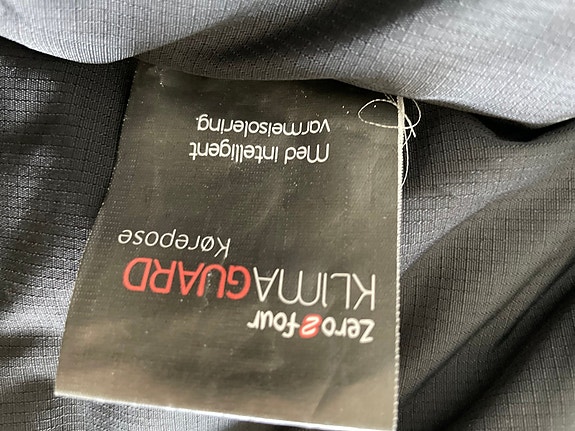 Zero2four
KLIMAGUARD
Kørepose
Med intelligent
varmeisolering.